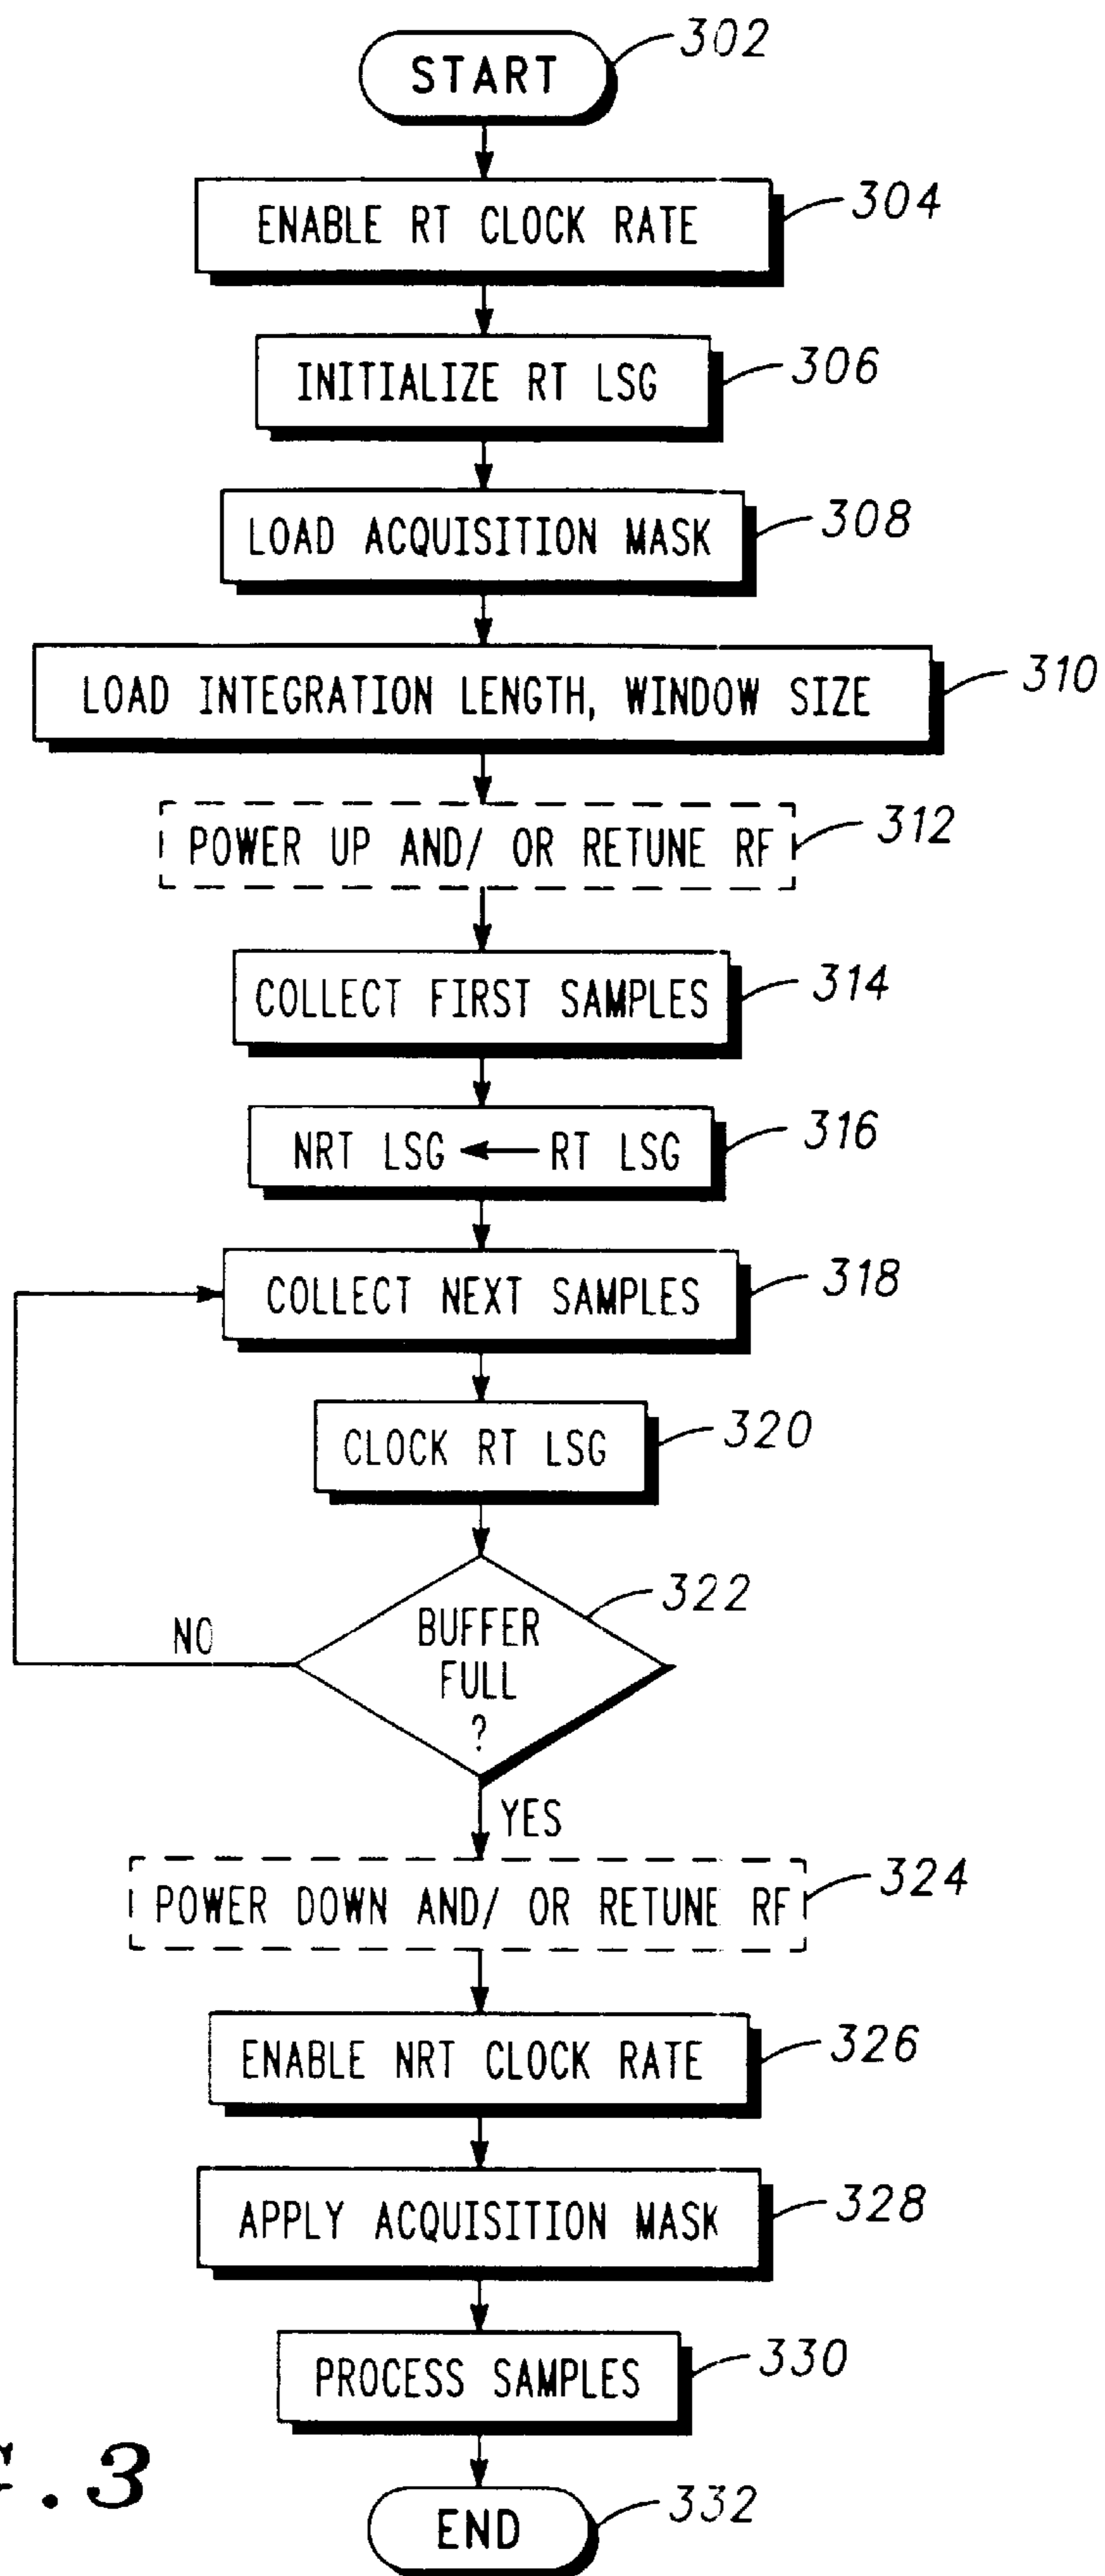 START 302
ENABLE RT CLOCK RATE 304
INITIALIZE RT LSG 306
LOAD ACQUISITION MASK 308
LOAD INTEGRATION LENGTH, WINDOW SIZE 310
POWER UP AND/ OR RETUNE RF 312
COLLECT FIRST SAMPLES 314
NRT LSG ← RT LSG 316
COLLECT NEXT SAMPLES 318
CLOCK RT LSG 320
BUFFER 322
FULL
?
NO
YES
POWER DOWN AND/ OR RETUNE RF 324
ENABLE NRT CLOCK RATE 326
APPLY ACQUISITION MASK 328
PROCESS SAMPLES 330
.3
END 332